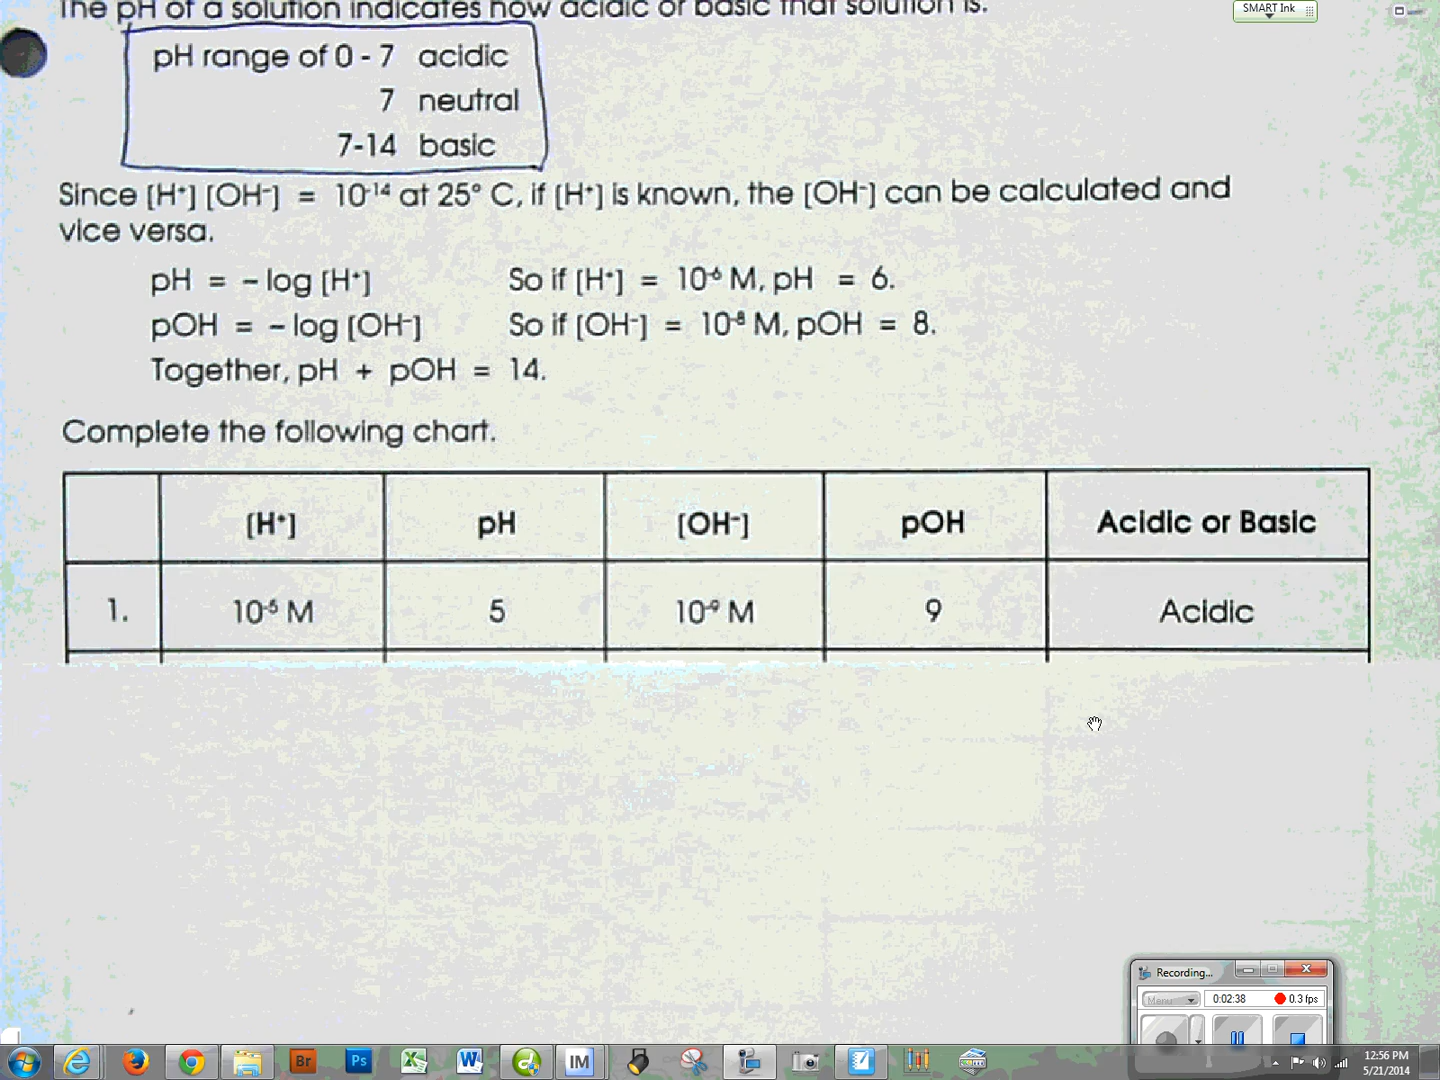 The pH of a solution indicates how acidic or basic that solution is.
SMART Ink
pH range of 0 - 7 acidic
7 neutral
7-14 basic
Since [H⁺] [OH⁻] = 10⁻¹⁴ at 25° C, if [H⁺] is known, the [OH⁻] can be calculated and
vice versa.
pH = – log [H⁺] So if [H⁺] = 10⁻⁶ M, pH = 6.
pOH = – log [OH⁻] So if [OH⁻] = 10⁻⁸ M, pOH = 8.
Together, pH + pOH = 14.
Complete the following chart.
[H⁺] pH [OH⁻] pOH Acidic or Basic
1. 10⁻⁵ M 5 10⁻⁹ M 9 Acidic
Recording...
Menu 0:02:38 0.3 fps
Br Ps W IM
12:56 PM
5/21/2014